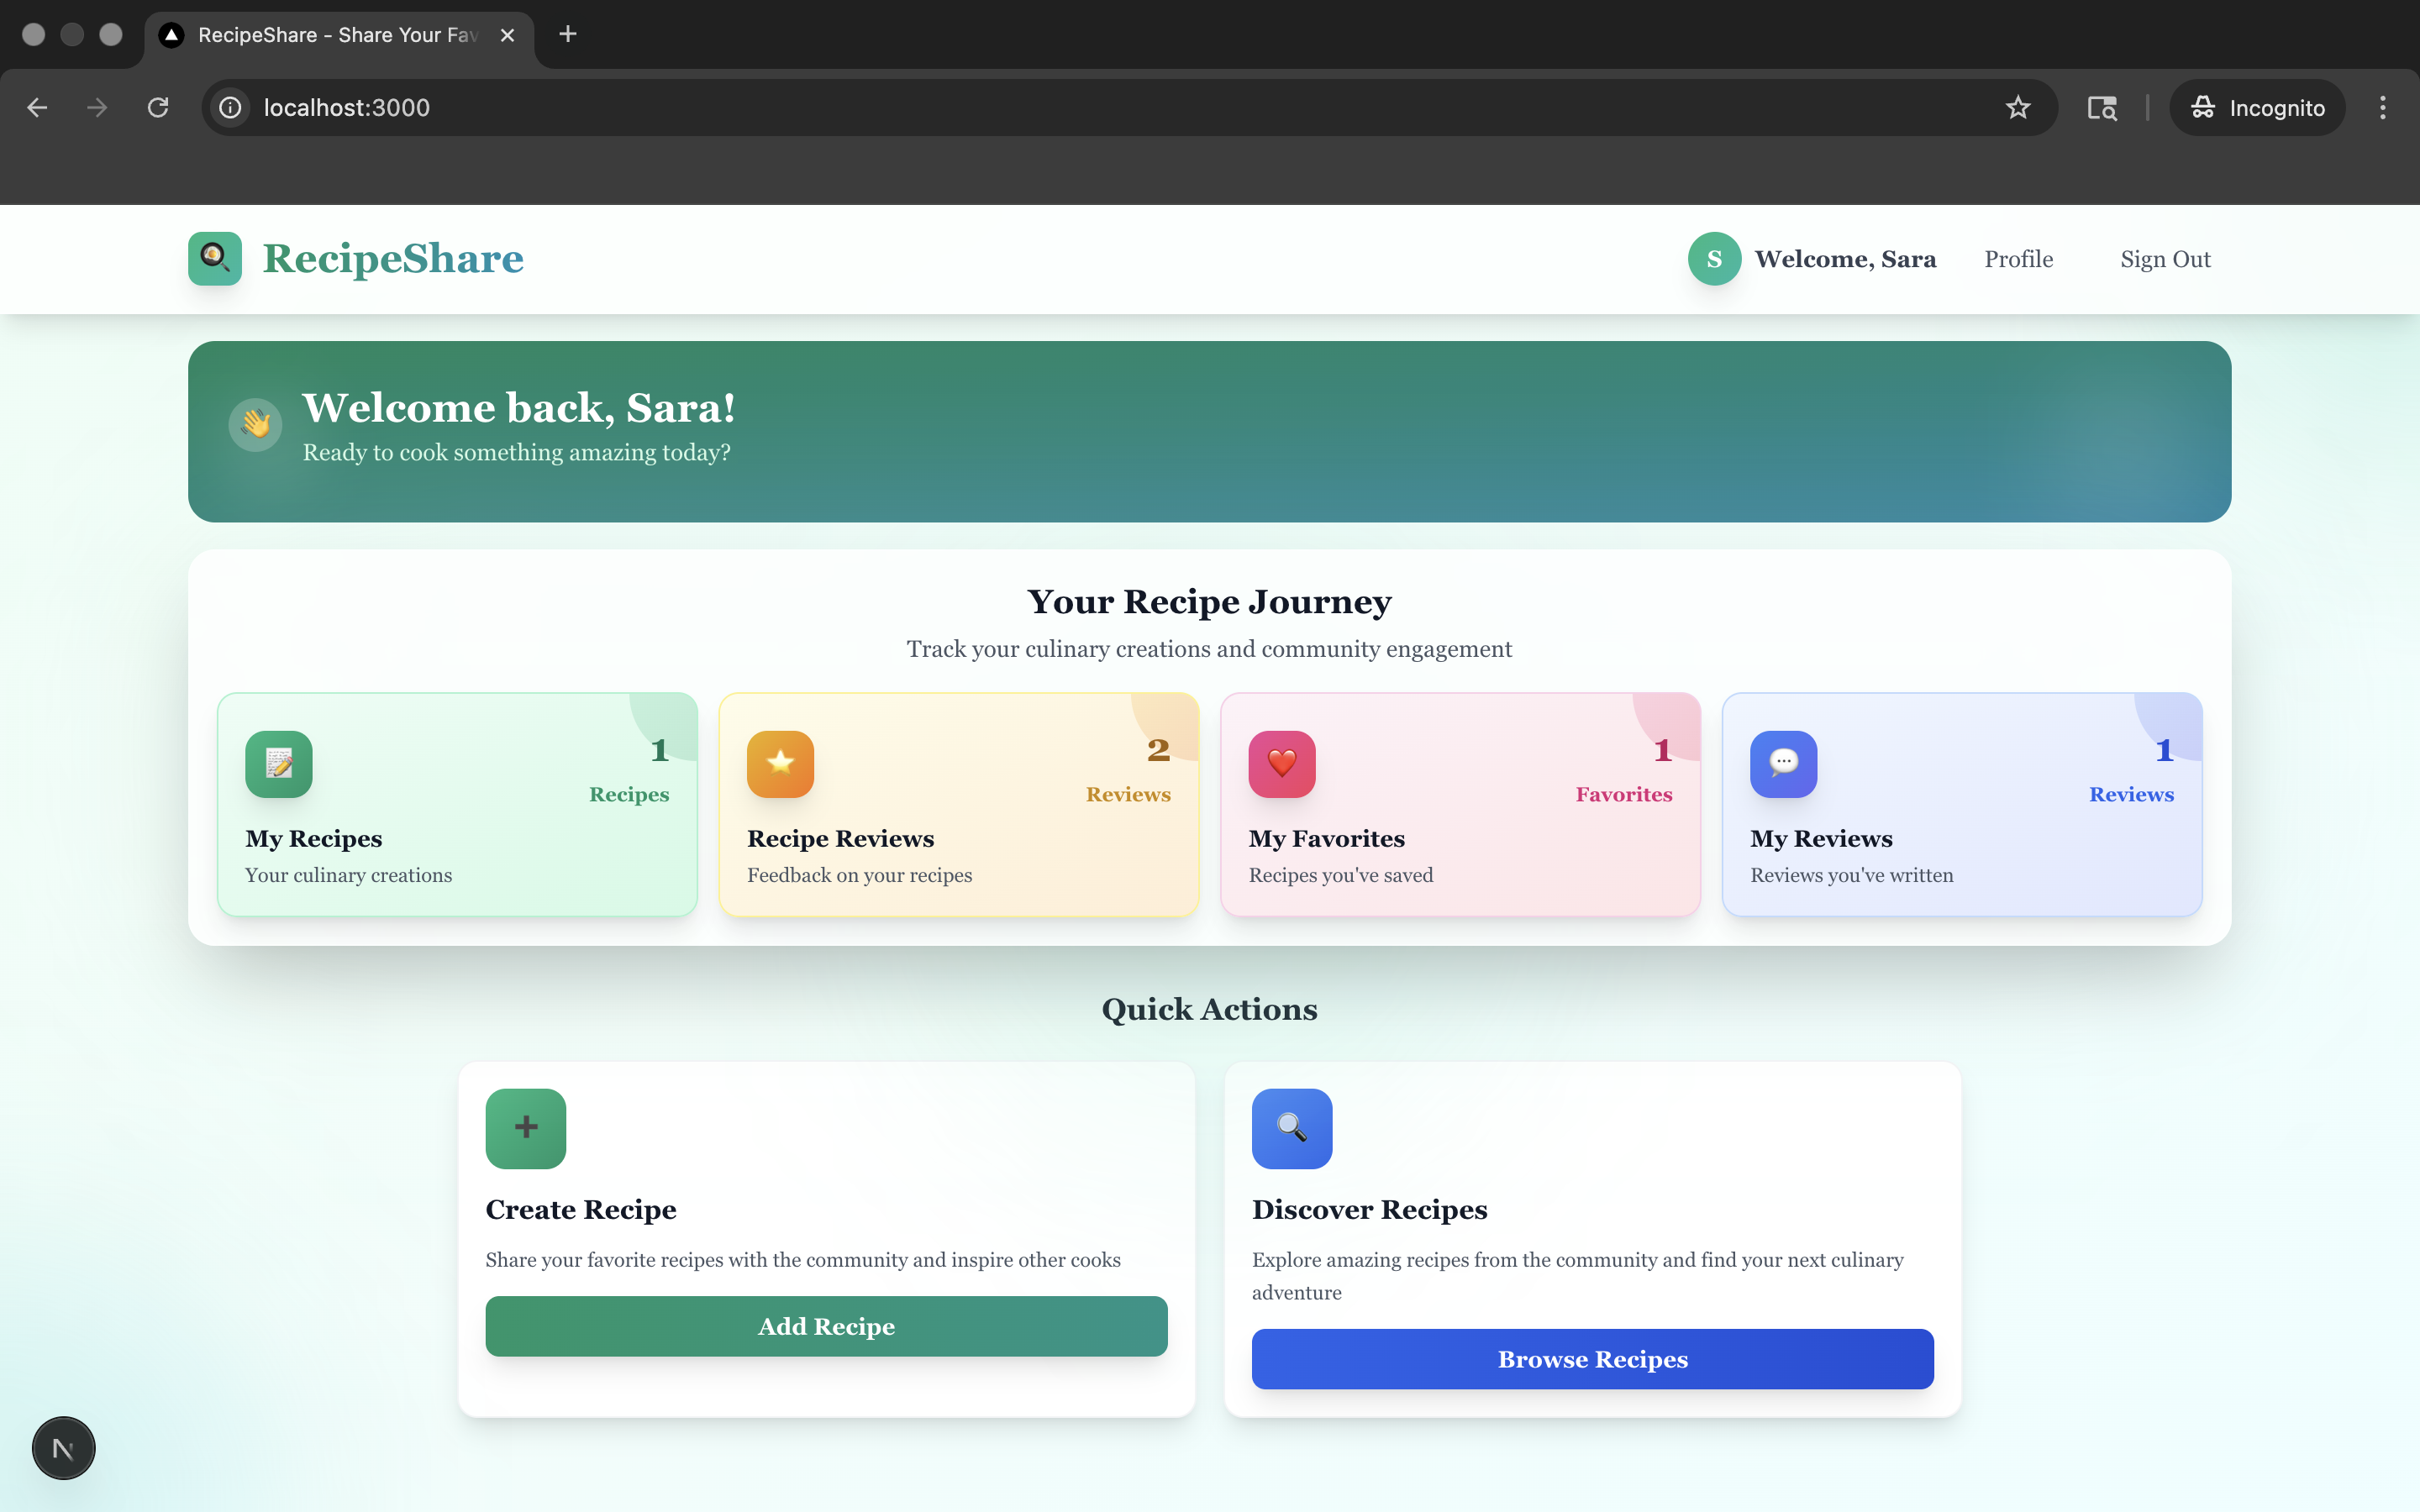 RecipeShare - Share Your Fav
localhost:3000
Incognito
RecipeShare
S
Welcome, Sara
Profile
Sign Out
Welcome back, Sara!
Ready to cook something amazing today?
Your Recipe Journey
Track your culinary creations and community engagement
1
Recipes
My Recipes
Your culinary creations
2
Reviews
Recipe Reviews
Feedback on your recipes
1
Favorites
My Favorites
Recipes you've saved
1
Reviews
My Reviews
Reviews you've written
Quick Actions
Create Recipe
Share your favorite recipes with the community and inspire other cooks
Add Recipe
Discover Recipes
Explore amazing recipes from the community and find your next culinary
adventure
Browse Recipes
N